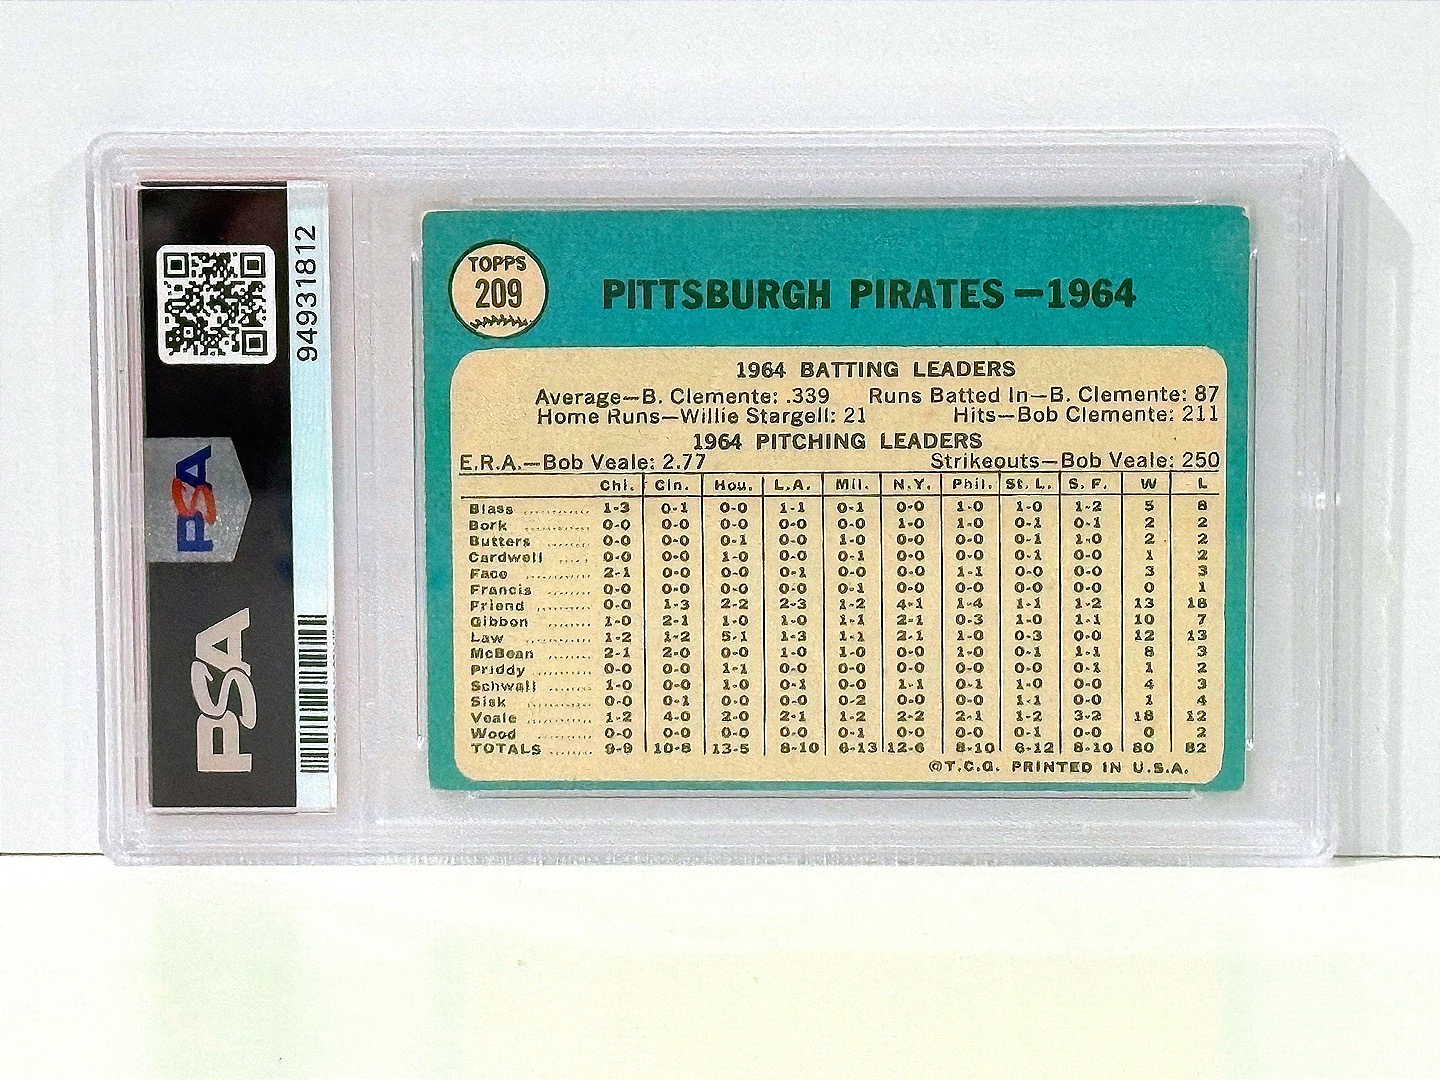 94931812
PSA
PSA
TOPPS
209
PITTSBURGH PIRATES—1964
1964 BATTING LEADERS
Average—B. Clemente: .339 Runs Batted In—B. Clemente: 87
Home Runs—Willie Stargell: 21 Hits—Bob Clemente: 211
1964 PITCHING LEADERS
E.R.A.—Bob Veale: 2.77 Strikeouts—Bob Veale: 250
Chi. Cin. Hou. L.A. Mil. N.Y. Phil. St. L. S. F. W L
Blass 1-3 0-1 0-0 1-1 0-1 0-0 1-0 1-0 1-2 5 8
Bork 0-0 0-0 0-0 0-0 0-0 1-0 1-0 0-1 0-1 2 2
Butters 0-0 0-0 0-1 0-0 1-0 0-0 0-0 0-1 1-0 2 2
Cardwell 0-0 0-0 1-0 0-0 0-1 0-0 0-0 0-1 0-0 1 2
Face 2-1 0-0 0-0 0-1 0-0 0-0 1-1 0-0 0-0 3 3
Francis 0-0 0-0 0-0 0-0 0-1 0-0 0-0 0-0 0-0 0 1
Friend 0-0 1-3 2-2 2-3 1-2 4-1 1-4 1-1 1-2 13 18
Gibbon 1-0 2-1 1-0 1-0 1-1 2-1 0-3 1-0 1-1 10 7
Law 1-2 1-2 5-1 1-3 1-1 2-1 1-0 0-3 0-0 12 13
McBean 2-1 2-0 0-0 1-0 1-0 0-0 1-0 0-1 1-1 8 3
Priddy 0-0 0-0 1-1 0-0 0-0 0-0 0-0 0-0 0-1 1 2
Schwall 1-0 0-0 1-0 0-1 0-0 1-1 0-1 1-0 0-0 4 3
Sisk 0-0 0-1 0-0 0-0 0-2 0-0 0-0 1-1 0-0 1 4
Veale 1-2 4-0 2-0 2-1 1-2 2-2 2-1 1-2 3-2 18 12
Wood 0-0 0-0 0-0 0-0 0-1 0-0 0-0 0-1 0-0 0 2
TOTALS 9-9 10-8 13-5 8-10 6-13 12-6 8-10 6-12 8-10 80 82
©T.C.G. PRINTED IN U.S.A.